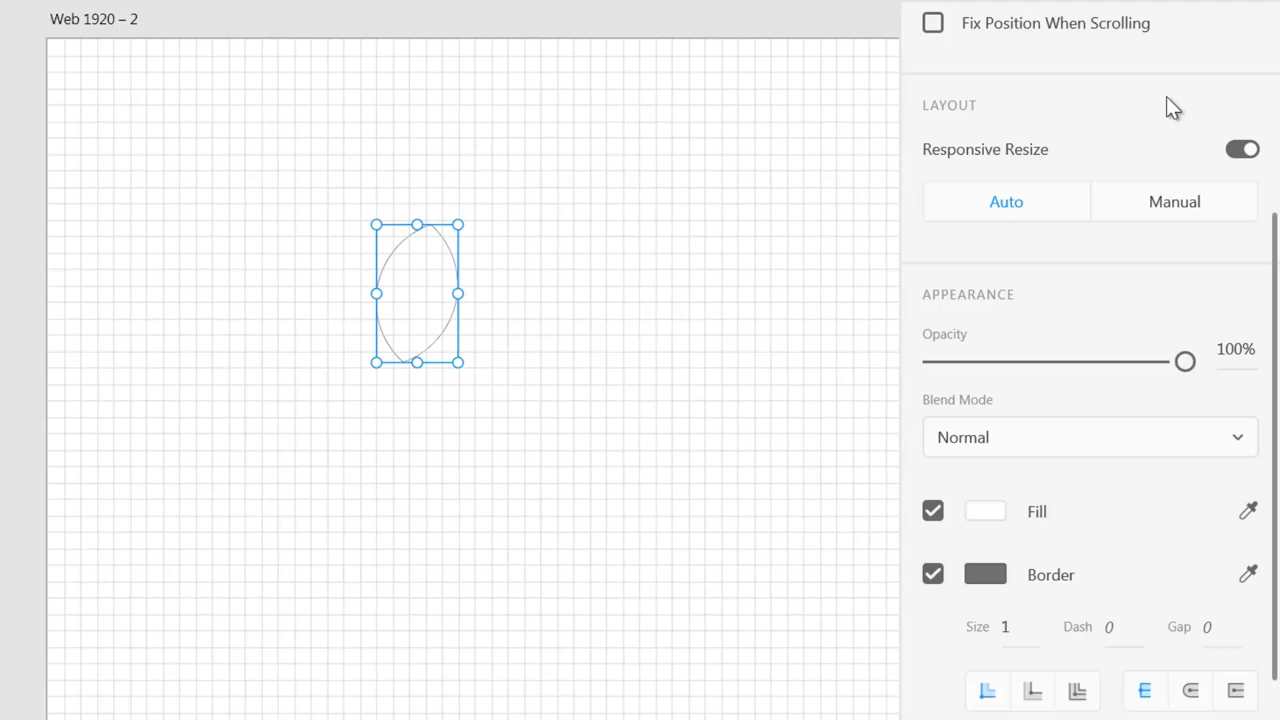 Web 1920 – 2
Fix Position When Scrolling
LAYOUT
Responsive Resize
Auto Manual
APPEARANCE
Opacity
100%
Blend Mode
Normal
Fill
Border
Size 1 Dash 0 Gap 0